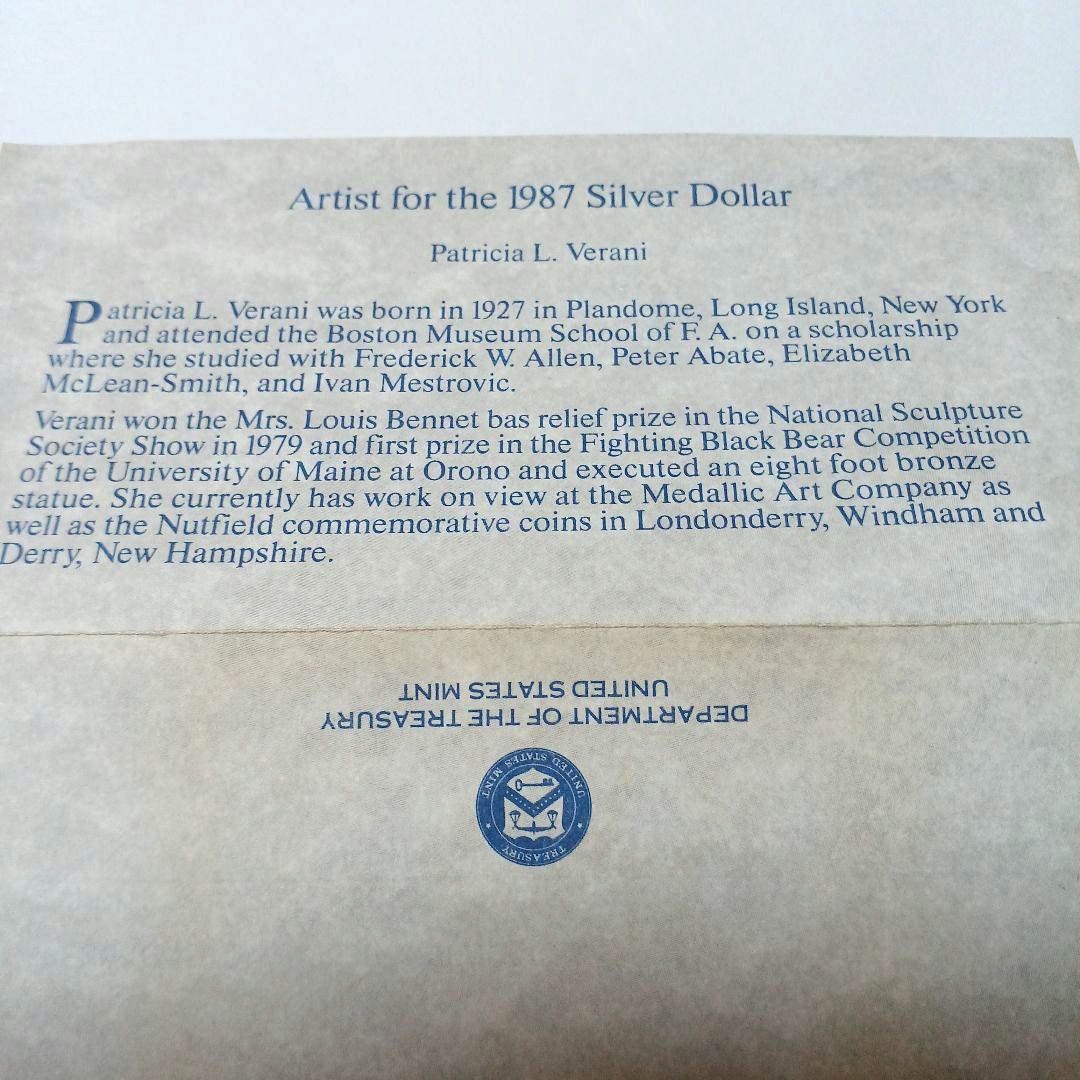 Artist for the 1987 Silver Dollar
Patricia L. Verani
Patricia L. Verani was born in 1927 in Plandome, Long Island, New York
and attended the Boston Museum School of F. A. on a scholarship
where she studied with Frederick W. Allen, Peter Abate, Elizabeth
McLean-Smith, and Ivan Mestrovic.
Verani won the Mrs. Louis Bennet bas relief prize in the National Sculpture
Society Show in 1979 and first prize in the Fighting Black Bear Competition
of the University of Maine at Orono and executed an eight foot bronze
statue. She currently has work on view at the Medallic Art Company as
well as the Nutfield commemorative coins in Londonderry, Windham and
Derry, New Hampshire.
DEPARTMENT OF THE TREASURY
UNITED STATES MINT
TREASURY
UNITED STATES MINT